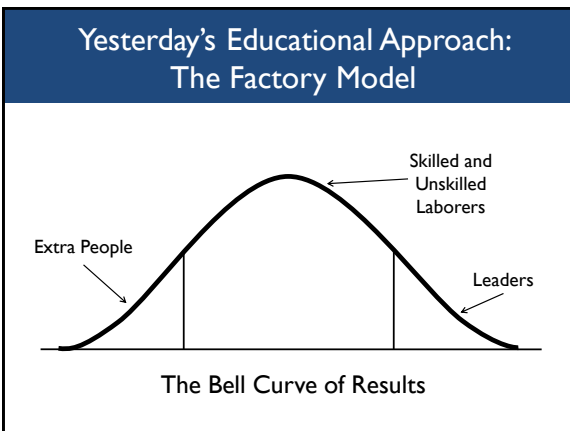 Yesterday’s Educational Approach:
The Factory Model
Skilled and
Unskilled
Laborers
Extra People
Leaders
The Bell Curve of Results